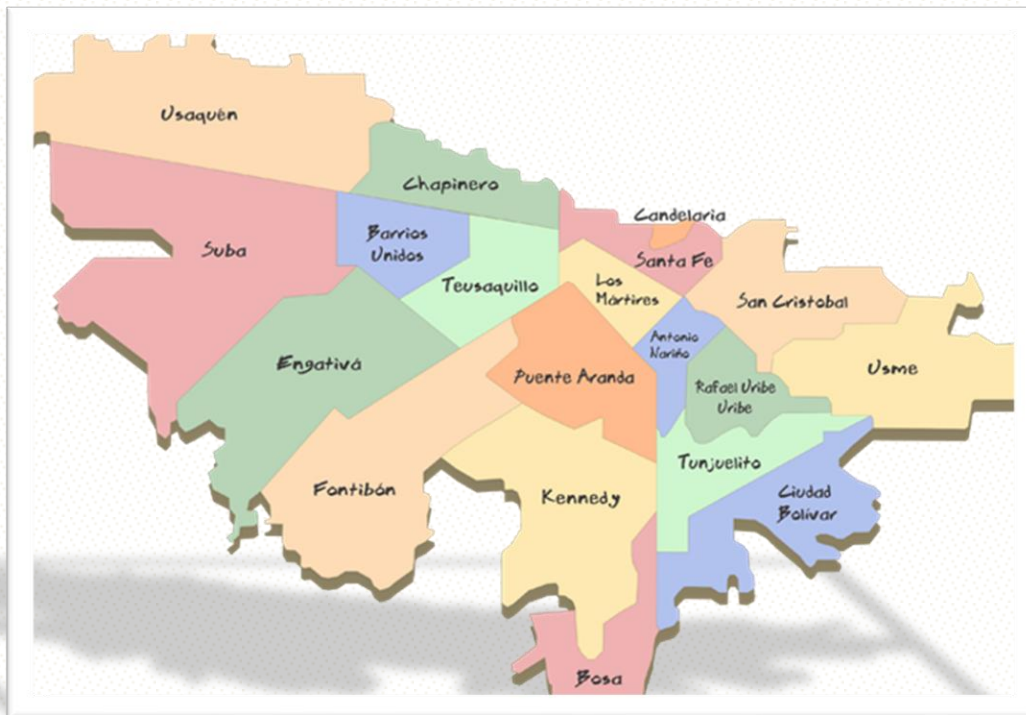 Usaquén
Chapinero
Candelaria
Barrios
Unidos
Suba
Santa Fe
Teusaquillo
Los
Mártires
San Cristobal
Antonio
Nariño
Engativá
Puente Aranda
Usme
Rafael Uribe
Uribe
Tunjuelito
Fontibón
Kennedy
Ciudad
Bolívar
Bosa